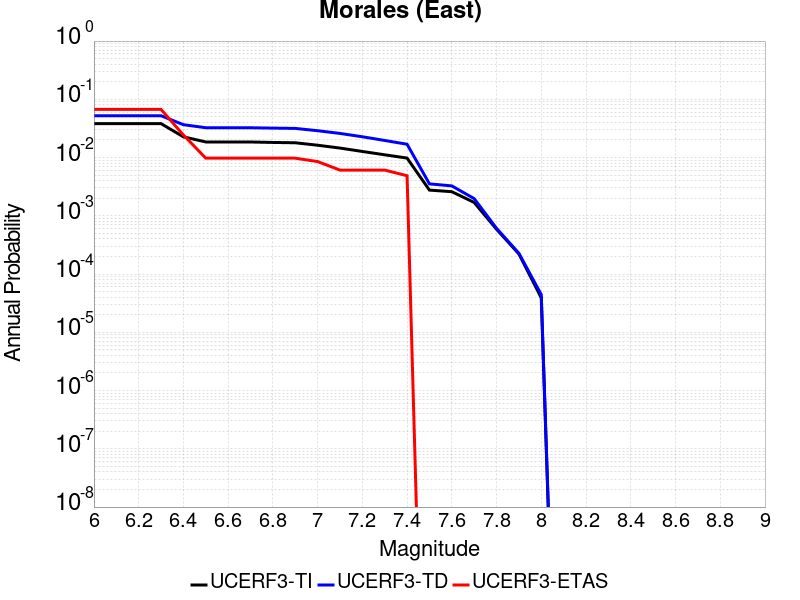 Morales (East)
10 0
10 -1
10 -2
10 -3
10 -4
10 -5
10 -6
10 -7
10 -8
Annual Probability
6 6.2 6.4 6.6 6.8 7 7.2 7.4 7.6 7.8 8 8.2 8.4 8.6 8.8 9
Magnitude
UCERF3-TI UCERF3-TD UCERF3-ETAS